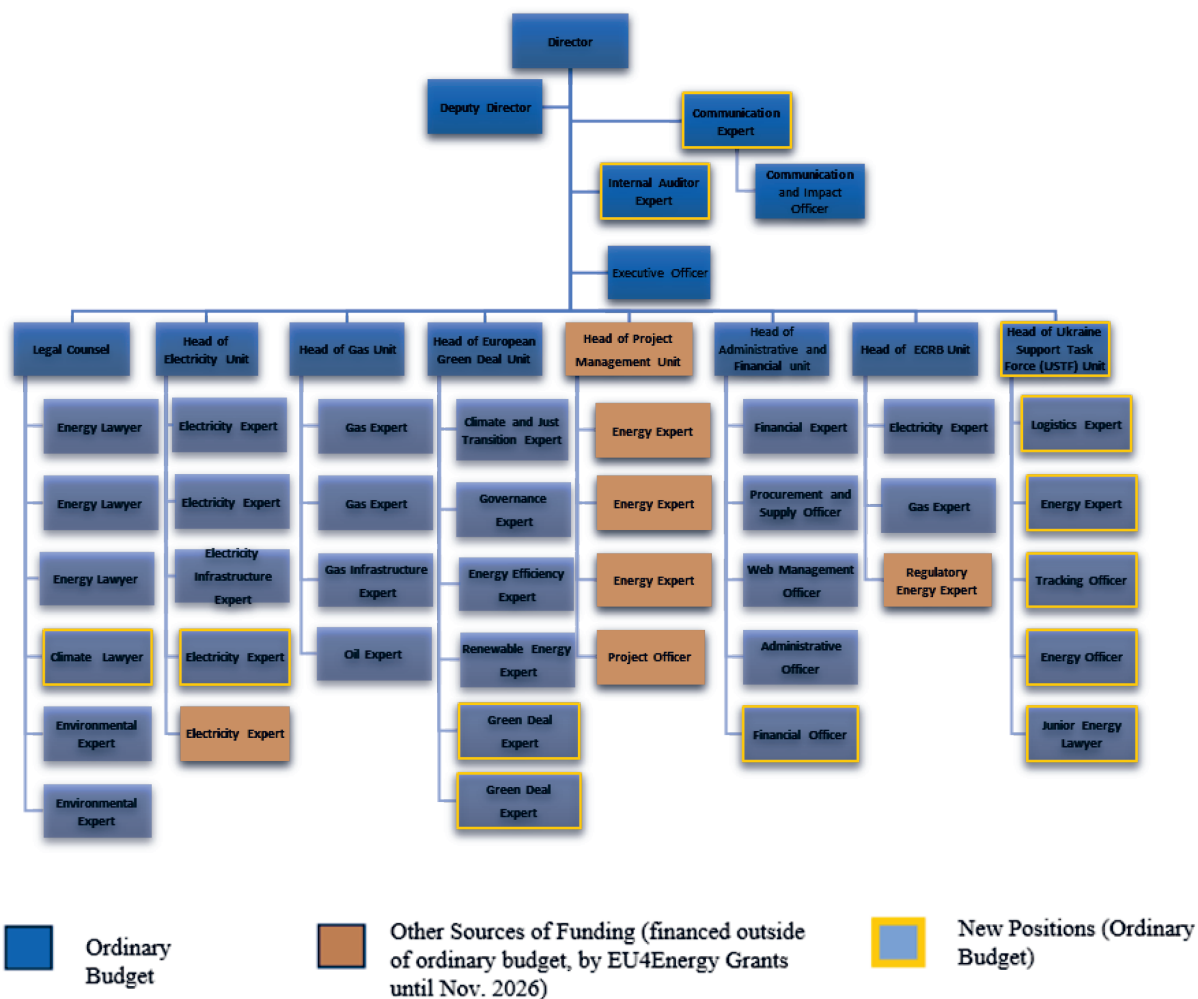 Director
Deputy Director
Communication
Expert
Internal Auditor
Expert
Communication
and Impact
Officer
Executive Officer
Legal Counsel
Head of
Electricity Unit
Head of Gas Unit
Head of European
Green Deal Unit
Head of Project
Management Unit
Head of
Administrative and
Financial unit
Head of ECRB Unit
Head of Ukraine
Support Task
Force (USTF) Unit
Energy Lawyer
Energy Lawyer
Energy Lawyer
Climate Lawyer
Environmental
Expert
Environmental
Expert
Electricity Expert
Electricity Expert
Electricity
Infrastructure
Expert
Electricity Expert
Electricity Expert
Gas Expert
Gas Expert
Gas Infrastructure
Expert
Oil Expert
Climate and Just
Transition Expert
Governance
Expert
Energy Efficiency
Expert
Renewable Energy
Expert
Green Deal
Expert
Green Deal
Expert
Energy Expert
Energy Expert
Energy Expert
Project Officer
Financial Expert
Procurement and
Supply Officer
Web Management
Officer
Administrative
Officer
Financial Officer
Electricity Expert
Gas Expert
Regulatory
Energy Expert
Logistics Expert
Energy Expert
Tracking Officer
Energy Officer
Junior Energy
Lawyer
Ordinary
Budget
Other Sources of Funding (financed outside
of ordinary budget, by EU4Energy Grants
until Nov. 2026)
New Positions (Ordinary
Budget)